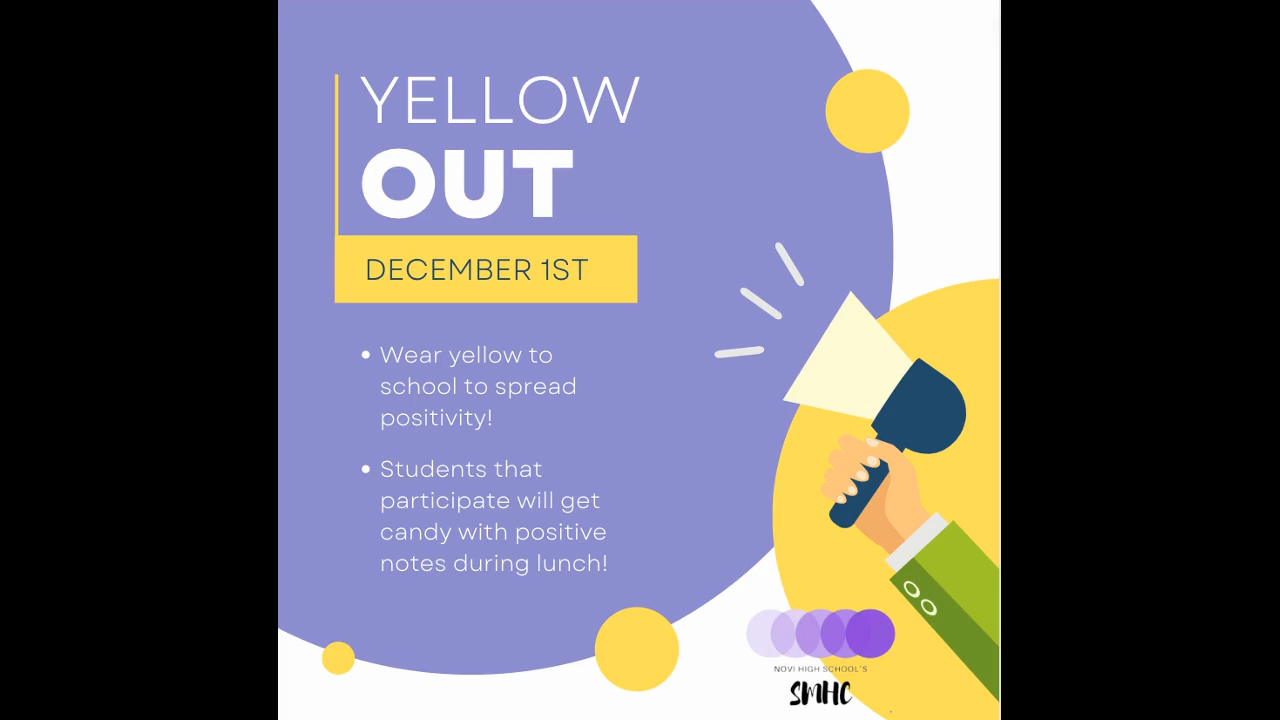 YELLOW
OUT
DECEMBER 1ST
• Wear yellow to
school to spread
positivity!
• Students that
participate will get
candy with positive
notes during lunch!
NOVI HIGH SCHOOL'S
SMHC